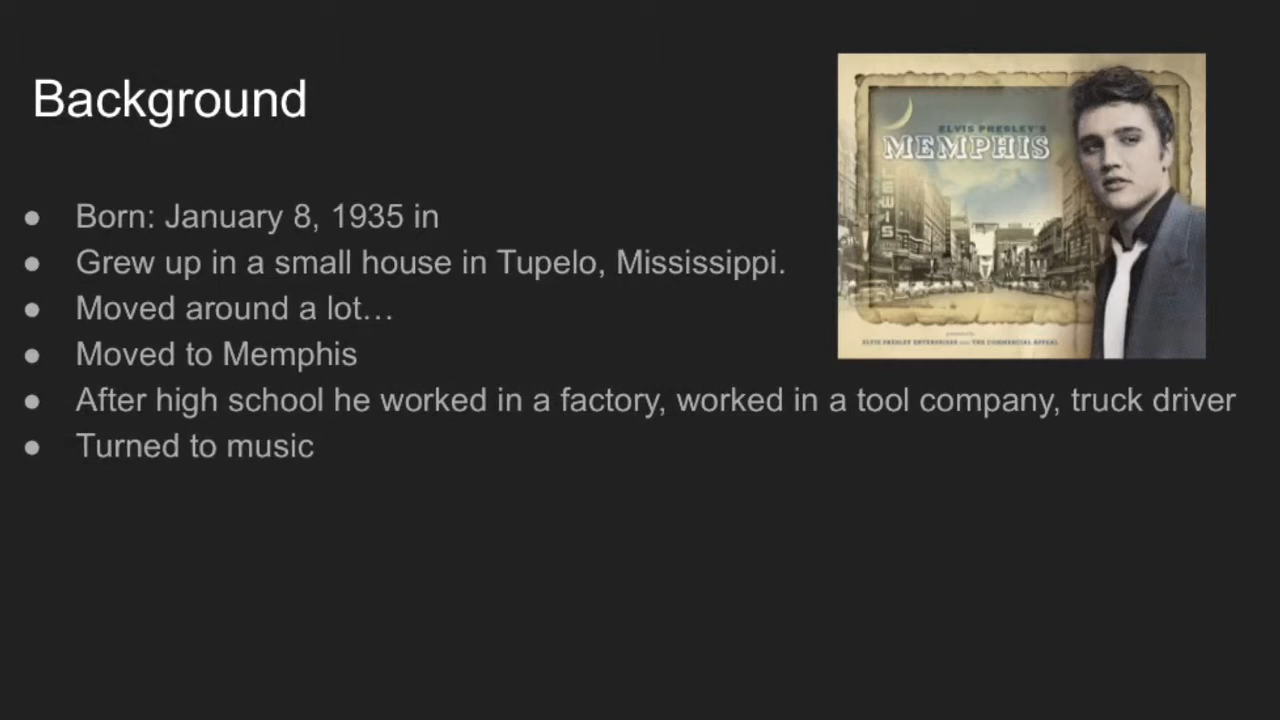 Background
● Born: January 8, 1935 in
● Grew up in a small house in Tupelo, Mississippi.
● Moved around a lot…
● Moved to Memphis
● After high school he worked in a factory, worked in a tool company, truck driver
● Turned to music
ELVIS PRESLEY'S
MEMPHIS
LEWIS
ELVIS PRESLEY ENTERPRISES AND THE COMMERCIAL APPEAL